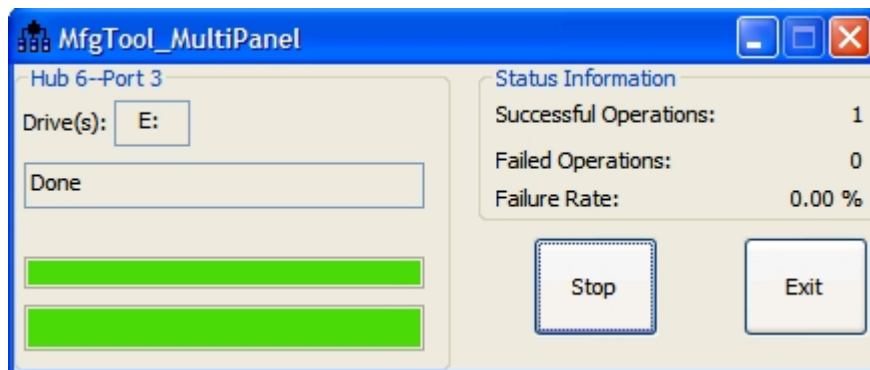 MfgTool_MultiPanel
Hub 6--Port 3
Drive(s): E:
Done
Status Information
Successful Operations: 1
Failed Operations: 0
Failure Rate: 0.00 %
Stop
Exit